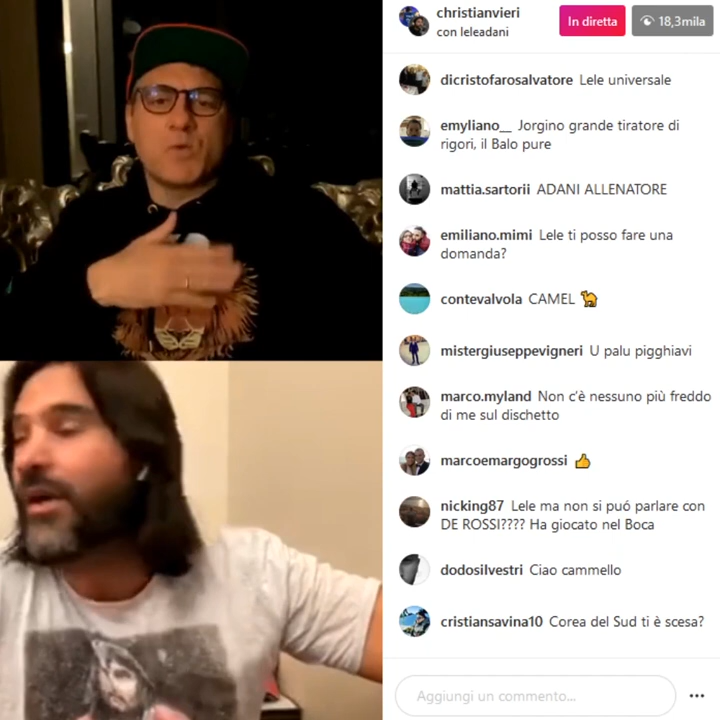 christianvieri
con leleadani
In diretta
18,3mila
dicristofarosalvatore Lele universale
emyliano__ Jorgino grande tiratore di
rigori, il Balo pure
mattia.sartorii ADANI ALLENATORE
emiliano.mimi Lele ti posso fare una
domanda?
contevalvola CAMEL 🐪
mistergiuseppevigneri U palu pigghiavi
marco.myland Non c'è nessuno più freddo
di me sul dischetto
marcoemargogrossi 👍
nicking87 Lele ma non si puó parlare con
DE ROSSI???? Ha giocato nel Boca
dodosilvestri Ciao cammello
cristiansavina10 Corea del Sud ti è scesa?
Aggiungi un commento...